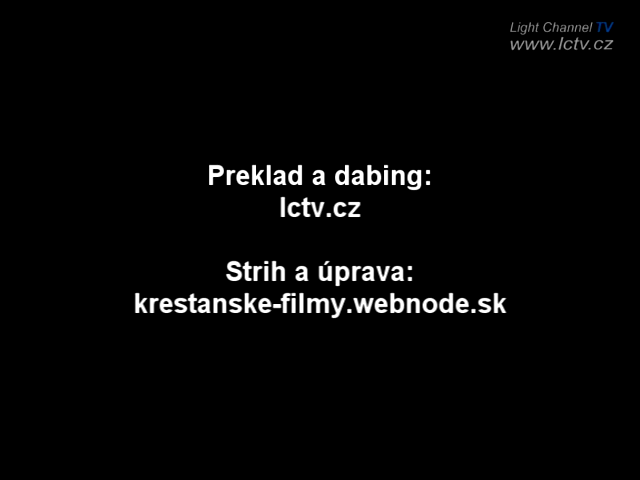 Light Channel TV
www.lctv.cz
Preklad a dabing:
lctv.cz
Strih a úprava:
krestanske-filmy.webnode.sk